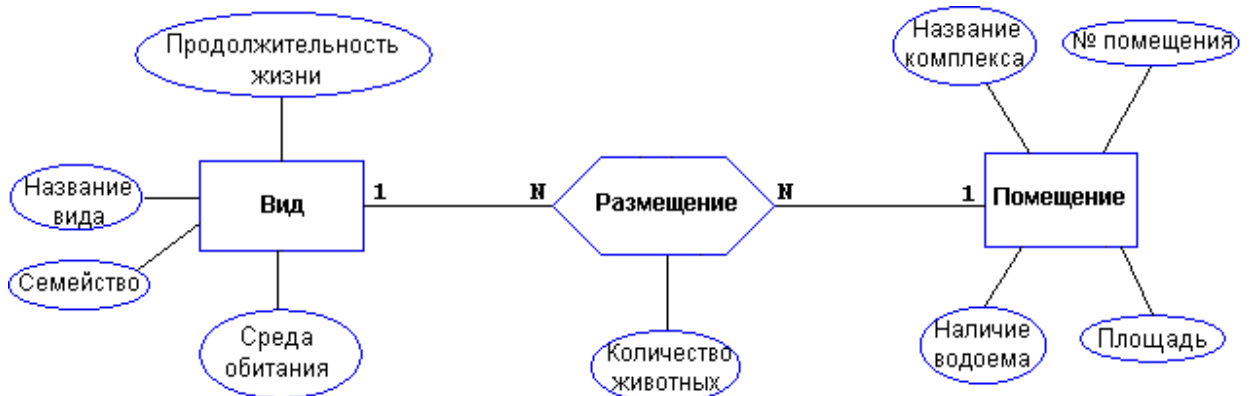 Продолжительность
жизни
Название
комплекса
№ помещения
Название
вида
Вид
1
N
Размещение
N
1
Помещение
Семейство
Среда
обитания
Количество
животных
Наличие
водоема
Площадь